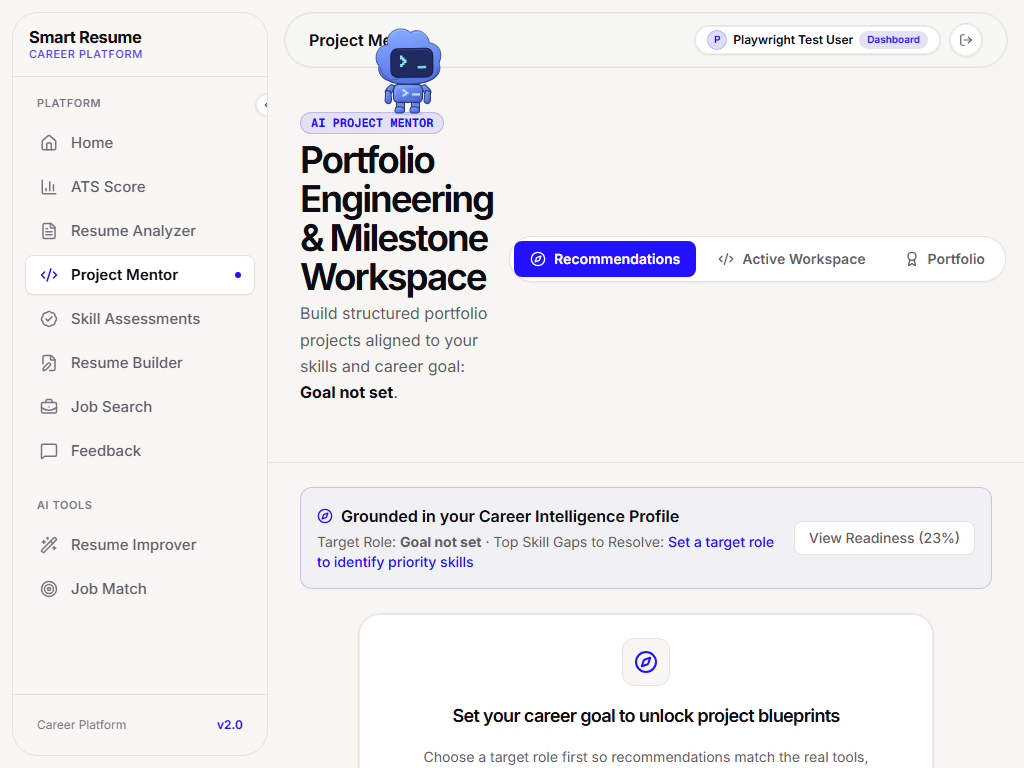 Smart Resume
CAREER PLATFORM
PLATFORM
Home
ATS Score
Resume Analyzer
Project Mentor
Skill Assessments
Resume Builder
Job Search
Feedback
AI TOOLS
Resume Improver
Job Match
Career Platform
v2.0
Project Me
P
Playwright Test User
Dashboard
AI PROJECT MENTOR
Portfolio
Engineering
& Milestone
Workspace
Build structured portfolio
projects aligned to your
skills and career goal:
Goal not set.
Recommendations
Active Workspace
Portfolio
Grounded in your Career Intelligence Profile
Target Role: Goal not set · Top Skill Gaps to Resolve: Set a target role
to identify priority skills
View Readiness (23%)
Set your career goal to unlock project blueprints
Choose a target role first so recommendations match the real tools,